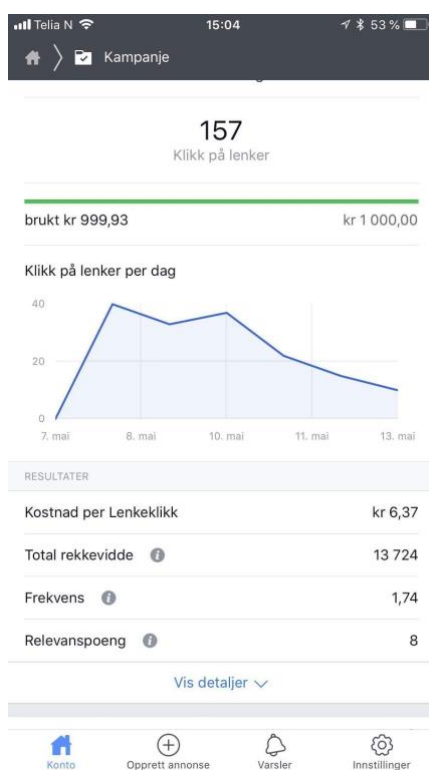 Telia N 15:04 53 %
Kampanje
157
Klikk på lenker
brukt kr 999,93 kr 1 000,00
Klikk på lenker per dag
40
20
0
7. mai 8. mai 10. mai 11. mai 13. mai
RESULTATER
Kostnad per Lenkeklikk kr 6,37
Total rekkevidde i 13 724
Frekvens i 1,74
Relevanspoeng i 8
Vis detaljer
Konto Opprett annonse Varsler Innstillinger